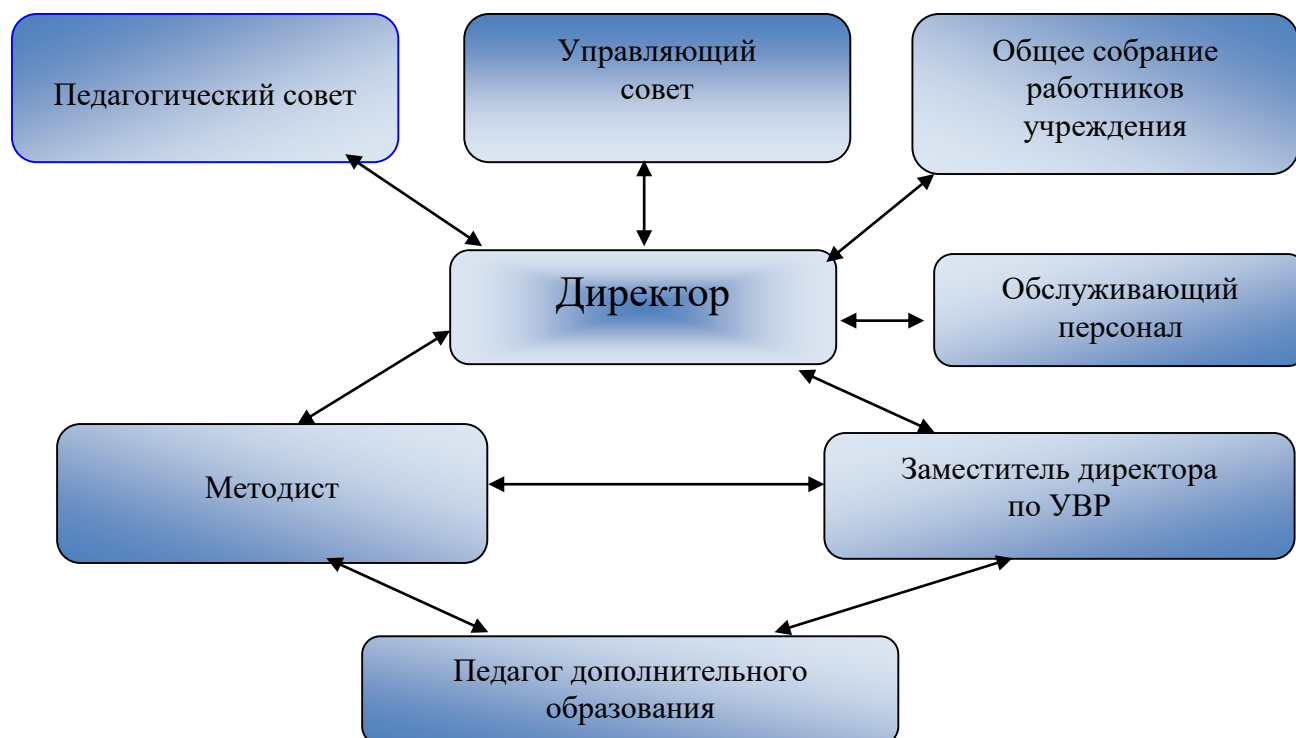 Педагогический совет
Управляющий
совет
Общее собрание
работников
учреждения
Директор
Обслуживающий
персонал
Методист
Заместитель директора
по УВР
Педагог дополнительного
образования